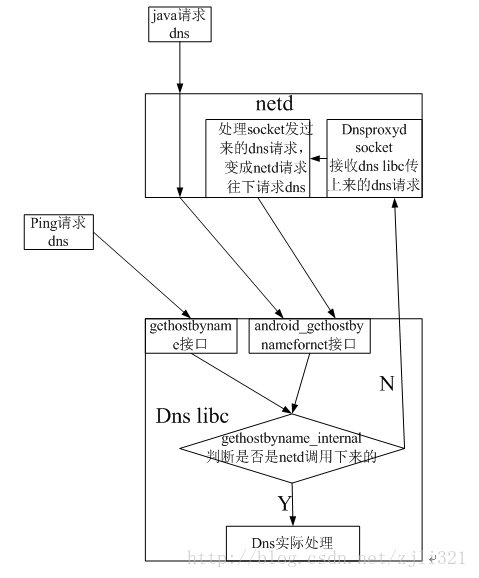 java请求
dns
netd
处理socket发过
来的dns请求，
变成netd请求
往下请求dns
Dnsproxyd
socket
接收dns libc传
上来的dns请求
Ping请求
dns
gethostbynam
e接口
android_gethostby
namefornet接口
N
Dns libc
gethostbyname_internal
判断是否是netd调用下来的
Y
Dns实际处理
http://blog.csdn.net/zjli321